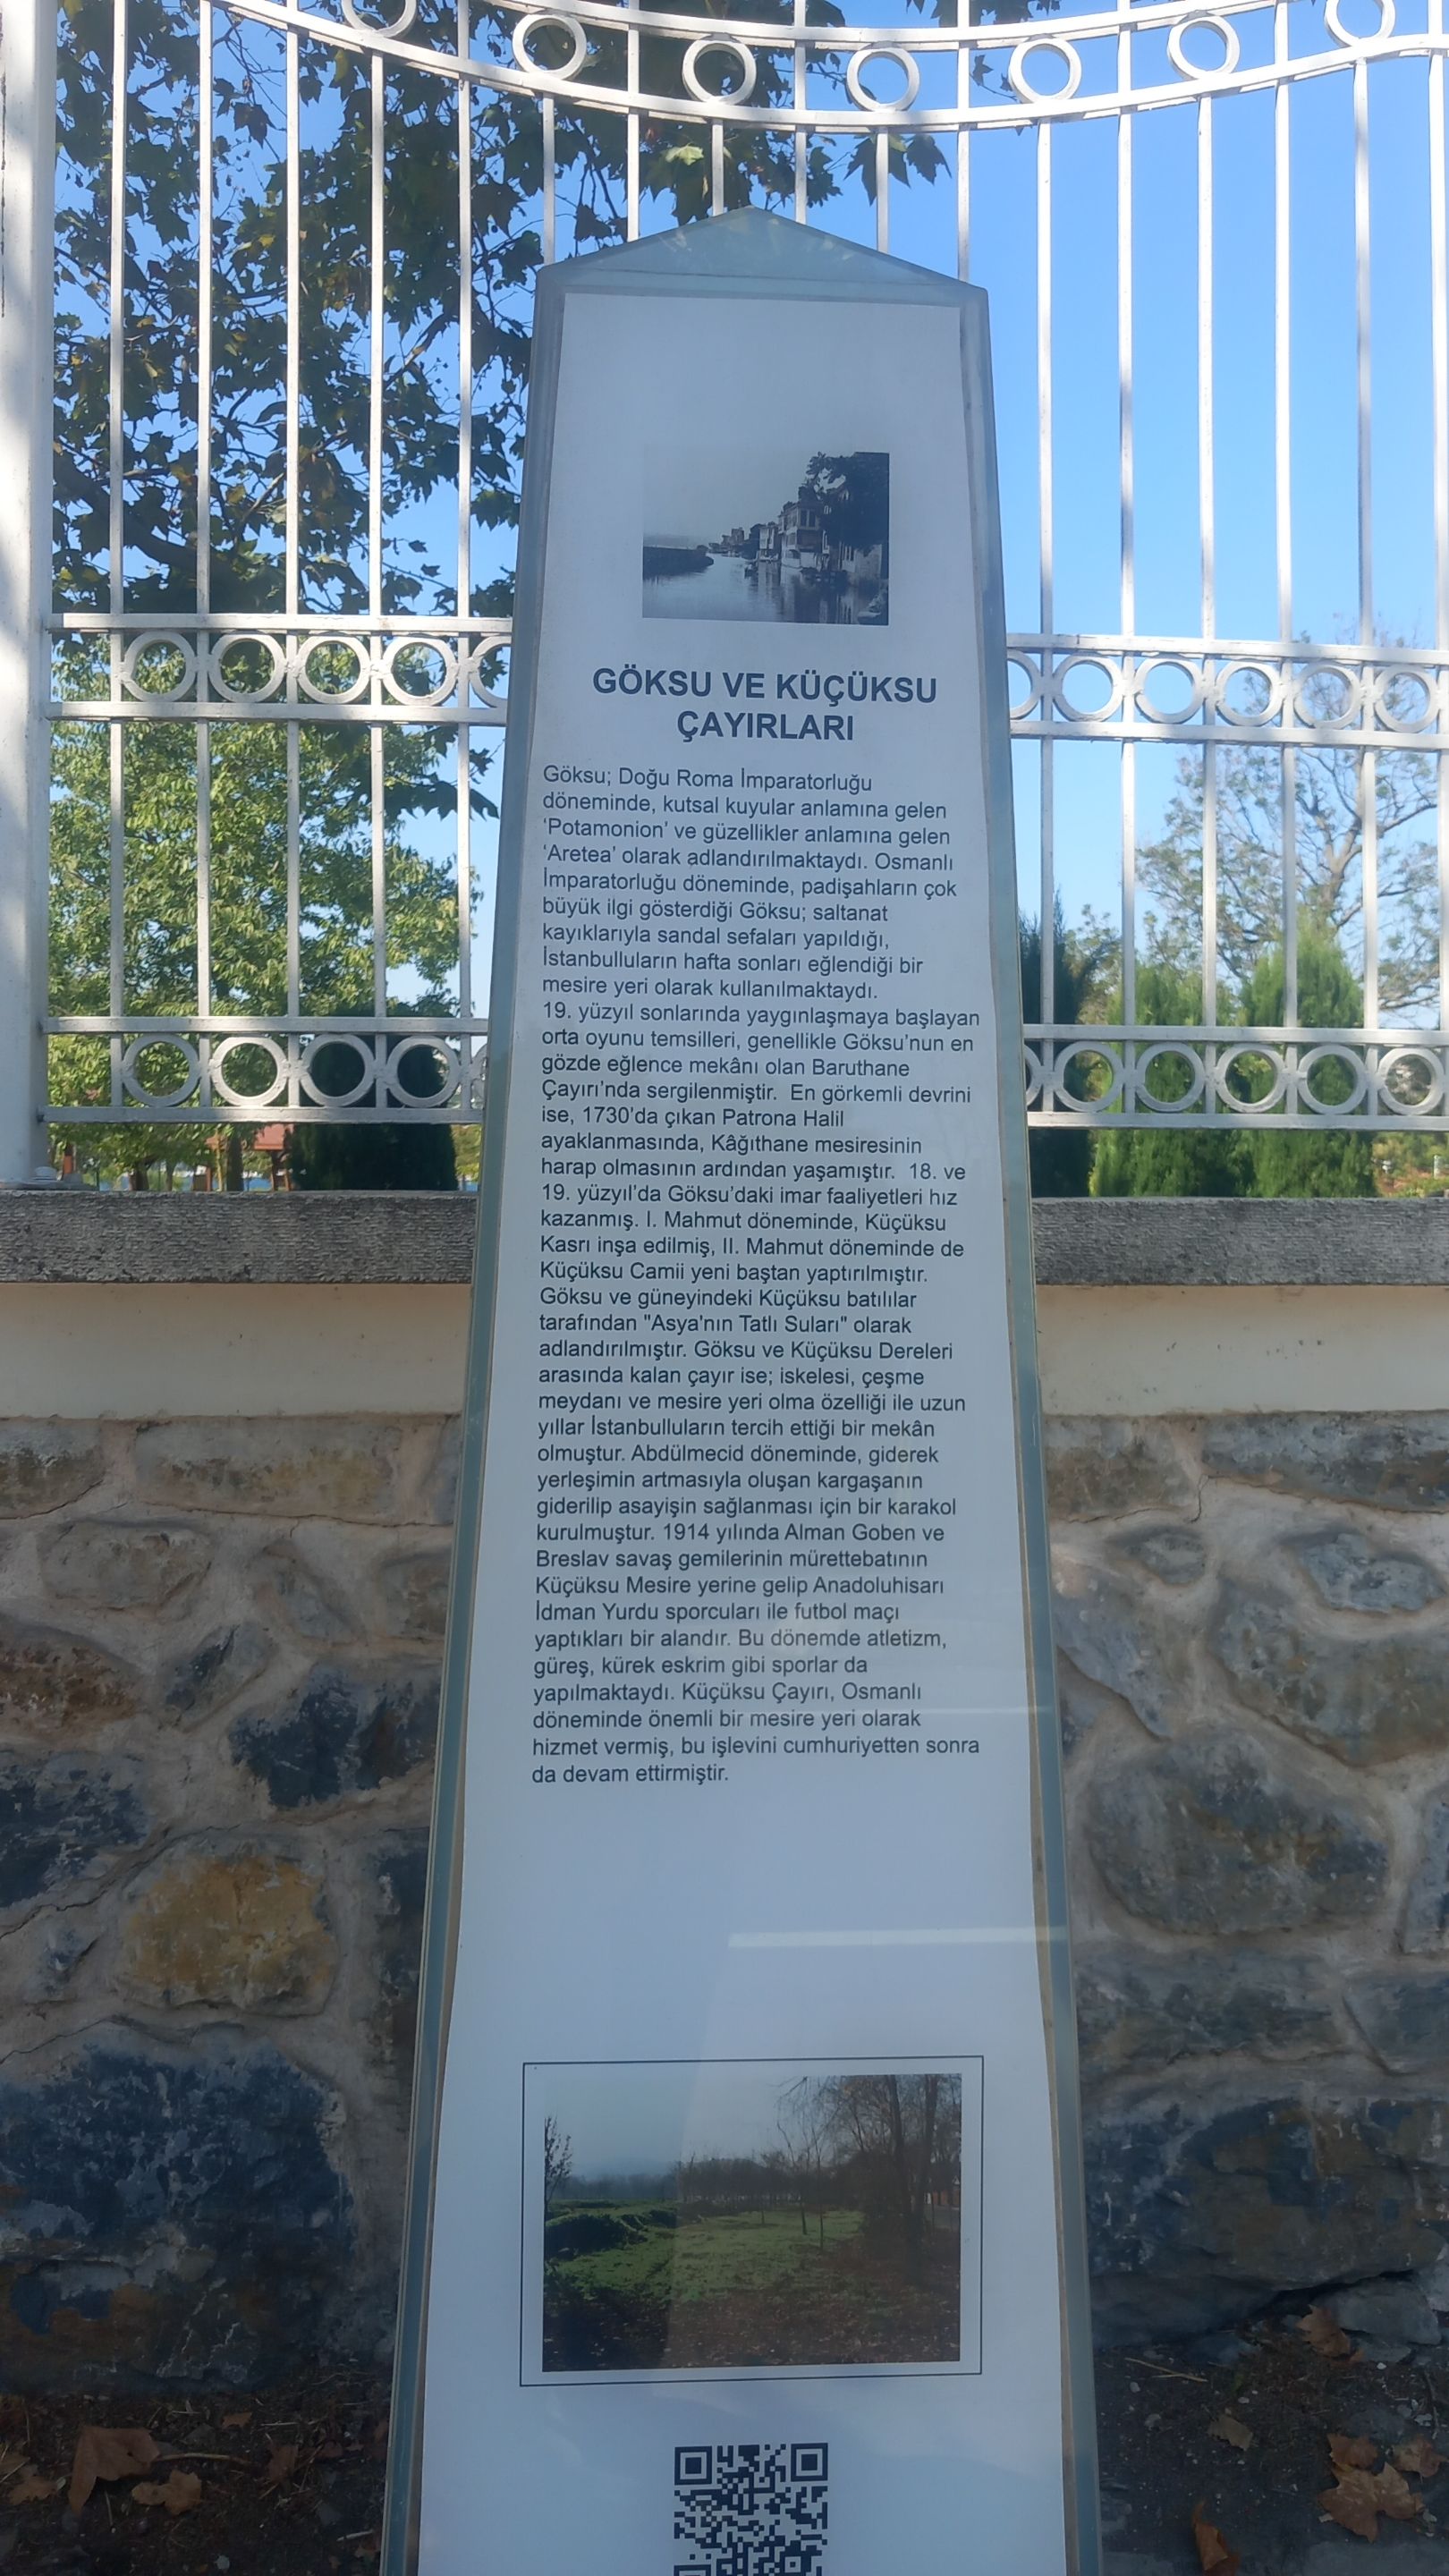 GÖKSU VE KÜÇÜKSU
ÇAYIRLARI
Göksu; Doğu Roma İmparatorluğu
döneminde, kutsal kuyular anlamına gelen
‘Potamonion’ ve güzellikler anlamına gelen
‘Aretea’ olarak adlandırılmaktaydı. Osmanlı
İmparatorluğu döneminde, padişahların çok
büyük ilgi gösterdiği Göksu; saltanat
kayıklarıyla sandal sefaları yapıldığı,
İstanbulluların hafta sonları eğlendiği bir
mesire yeri olarak kullanılmaktaydı.
19. yüzyıl sonlarında yaygınlaşmaya başlayan
orta oyunu temsilleri, genellikle Göksu’nun en
gözde eğlence mekânı olan Baruthane
Çayırı’nda sergilenmiştir. En görkemli devrini
ise, 1730’da çıkan Patrona Halil
ayaklanmasında, Kâğıthane mesiresinin
harap olmasının ardından yaşamıştır. 18. ve
19. yüzyıl’da Göksu’daki imar faaliyetleri hız
kazanmış. I. Mahmut döneminde, Küçüksu
Kasrı inşa edilmiş, II. Mahmut döneminde de
Küçüksu Camii yeni baştan yaptırılmıştır.
Göksu ve güneyindeki Küçüksu batılılar
tarafından "Asya'nın Tatlı Suları" olarak
adlandırılmıştır. Göksu ve Küçüksu Dereleri
arasında kalan çayır ise; iskelesi, çeşme
meydanı ve mesire yeri olma özelliği ile uzun
yıllar İstanbulluların tercih ettiği bir mekân
olmuştur. Abdülmecid döneminde, giderek
yerleşimin artmasıyla oluşan kargaşanın
giderilip asayişin sağlanması için bir karakol
kurulmuştur. 1914 yılında Alman Goben ve
Breslav savaş gemilerinin mürettebatının
Küçüksu Mesire yerine gelip Anadoluhisarı
İdman Yurdu sporcuları ile futbol maçı
yaptıkları bir alandır. Bu dönemde atletizm,
güreş, kürek eskrim gibi sporlar da
yapılmaktaydı. Küçüksu Çayırı, Osmanlı
döneminde önemli bir mesire yeri olarak
hizmet vermiş, bu işlevini cumhuriyetten sonra
da devam ettirmiştir.